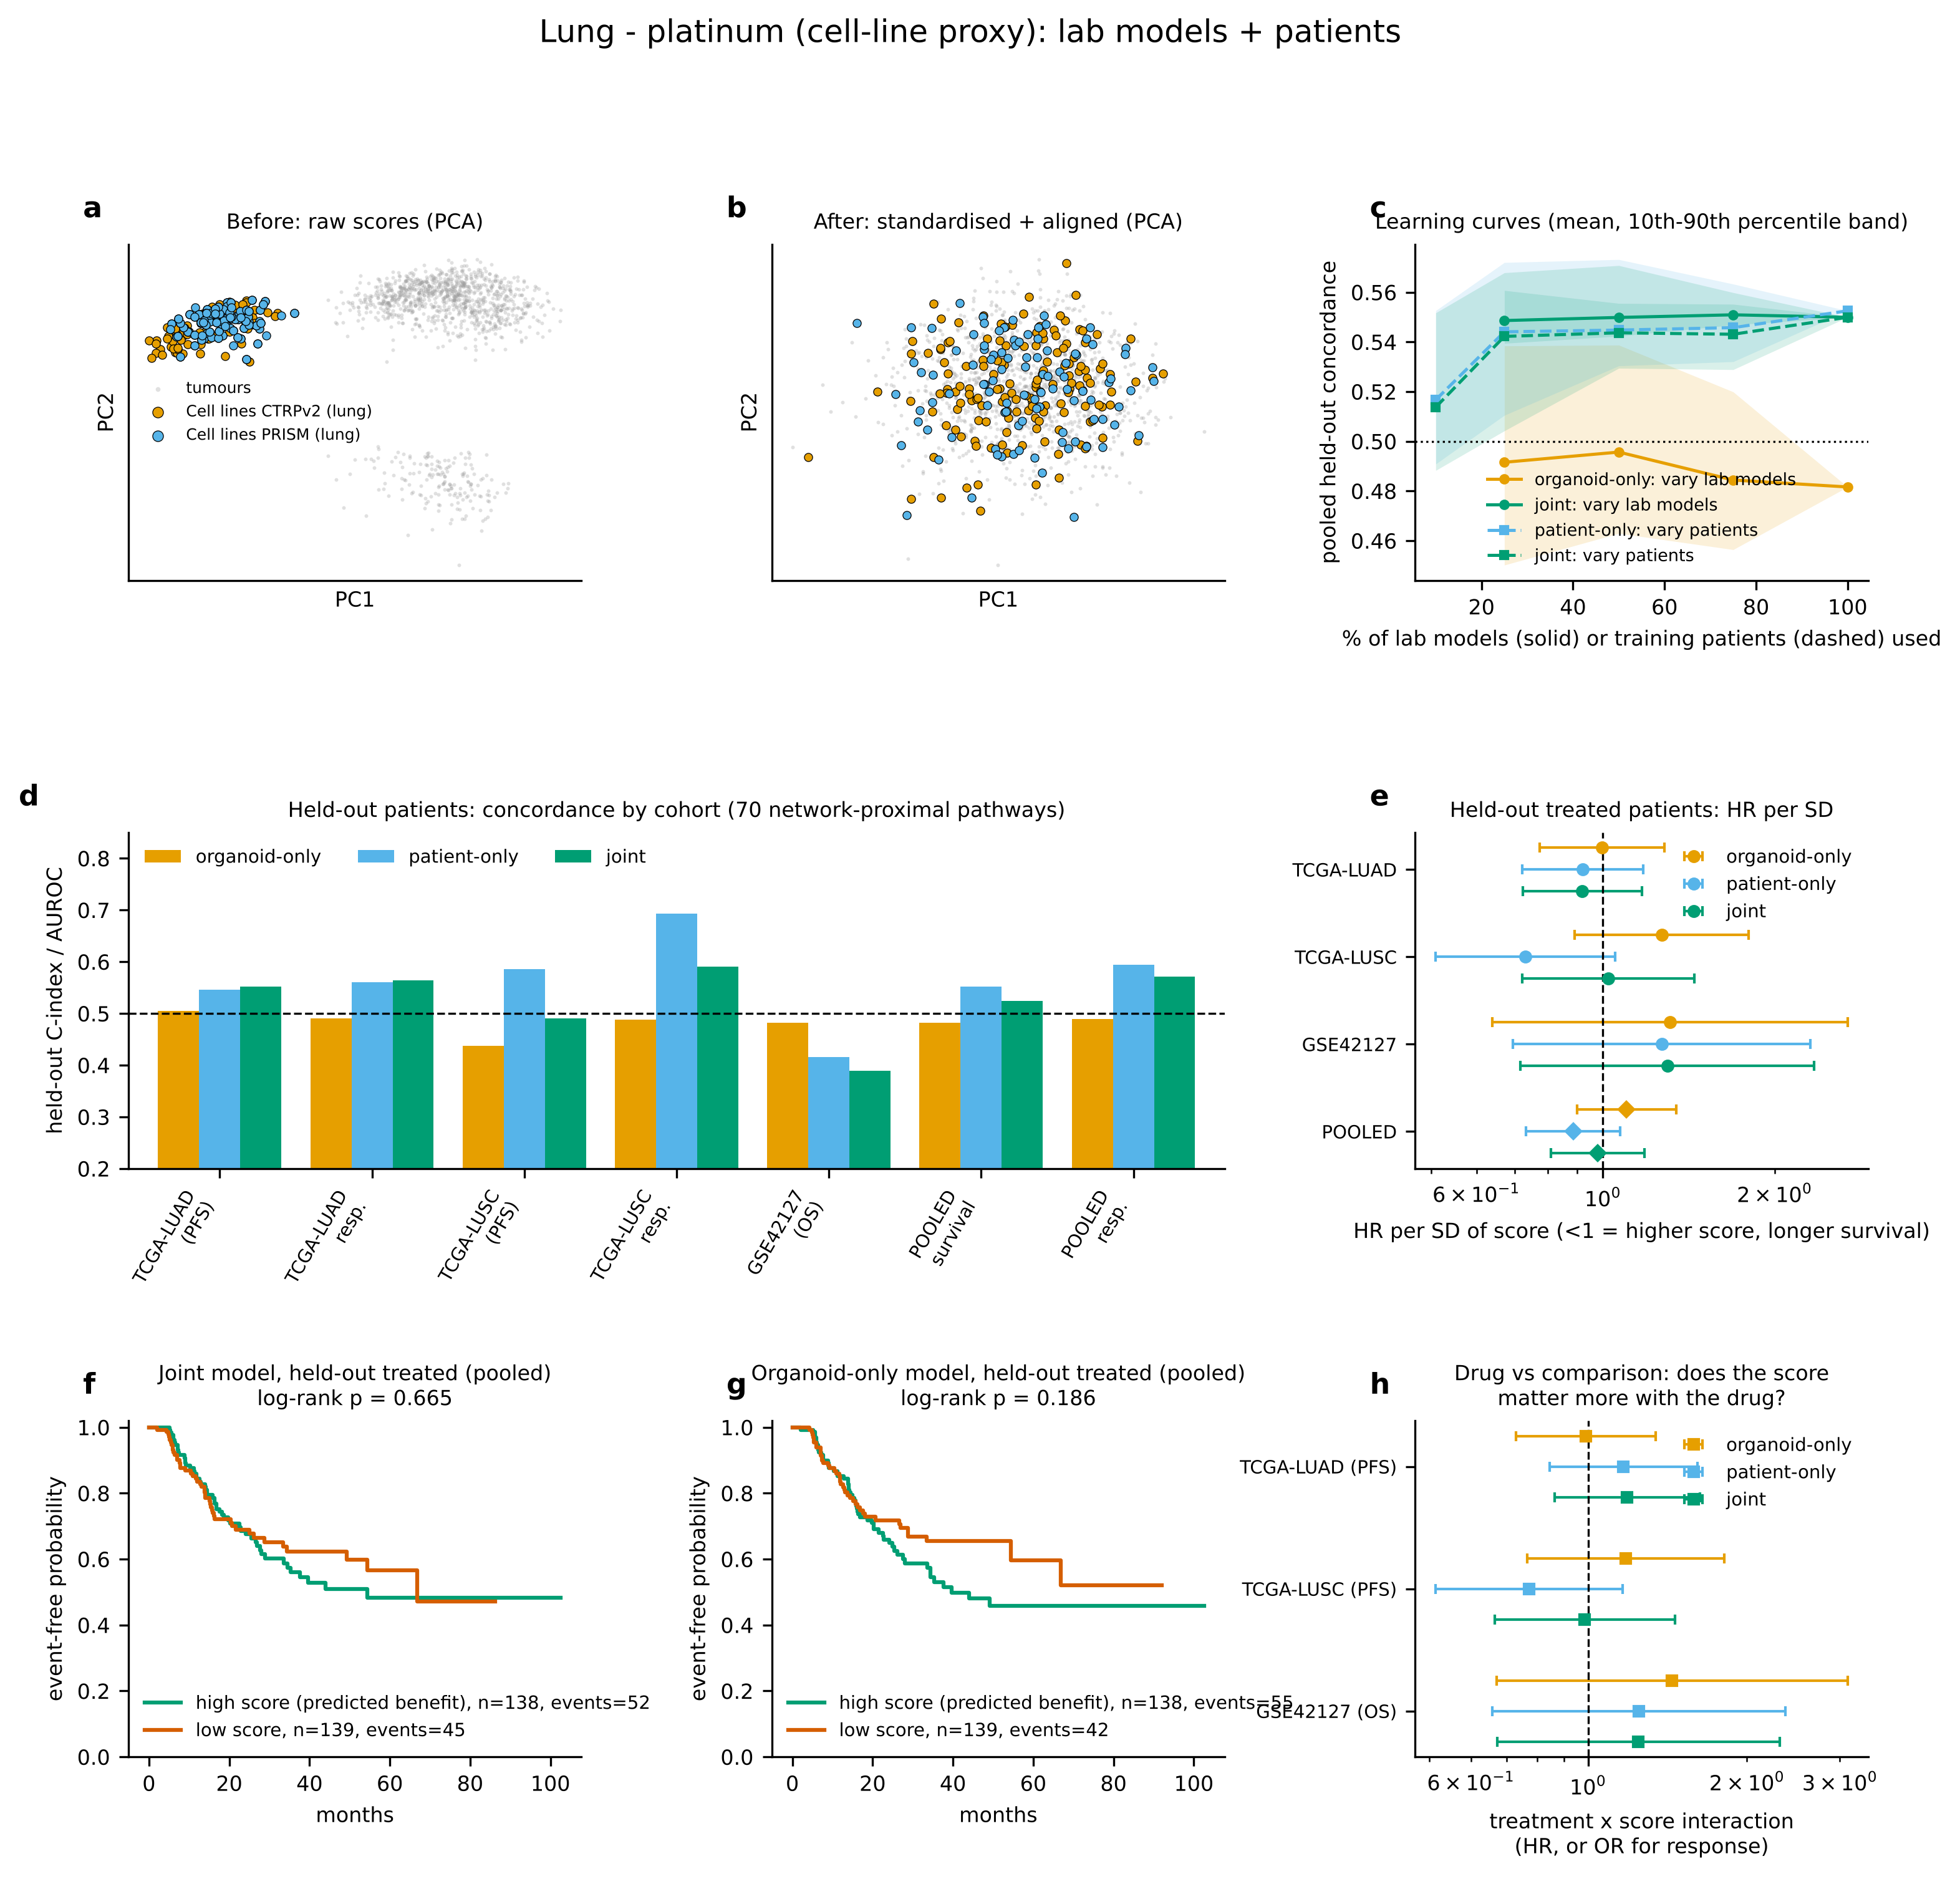 Lung - platinum (cell-line proxy): lab models + patients
a
Before: raw scores (PCA)
PC2
tumours
Cell lines CTRPv2 (lung)
Cell lines PRISM (lung)
PC1
b
After: standardised + aligned (PCA)
PC2
PC1
c
Learning curves (mean, 10th-90th percentile band)
pooled held-out concordance
0.56
0.54
0.52
0.50
0.48
0.46
organoid-only: vary lab models
joint: vary lab models
patient-only: vary patients
joint: vary patients
20 40 60 80 100
% of lab models (solid) or training patients (dashed) used
d
Held-out patients: concordance by cohort (70 network-proximal pathways)
held-out C-index / AUROC
organoid-only patient-only joint
0.8
0.7
0.6
0.5
0.4
0.3
0.2
TCGA-LUAD
(PFS)
TCGA-LUAD
resp.
TCGA-LUSC
(PFS)
TCGA-LUSC
resp.
GSE42127
(OS)
POOLED
survival
POOLED
resp.
e
Held-out treated patients: HR per SD
organoid-only
patient-only
joint
TCGA-LUAD
TCGA-LUSC
GSE42127
POOLED
6 × 10⁻¹ 10⁰ 2 × 10⁰
HR per SD of score (<1 = higher score, longer survival)
f
Joint model, held-out treated (pooled)
log-rank p = 0.665
event-free probability
1.0
0.8
0.6
0.4
0.2
0.0
high score (predicted benefit), n=138, events=52
low score, n=139, events=45
0 20 40 60 80 100
months
g
Organoid-only model, held-out treated (pooled)
log-rank p = 0.186
event-free probability
1.0
0.8
0.6
0.4
0.2
0.0
high score (predicted benefit), n=138, events=55
low score, n=139, events=42
0 20 40 60 80 100
months
h
Drug vs comparison: does the score
matter more with the drug?
organoid-only
patient-only
joint
TCGA-LUAD (PFS)
TCGA-LUSC (PFS)
GSE42127 (OS)
6 × 10⁻¹ 10⁰ 2 × 10⁰ 3 × 10⁰
treatment x score interaction
(HR, or OR for response)